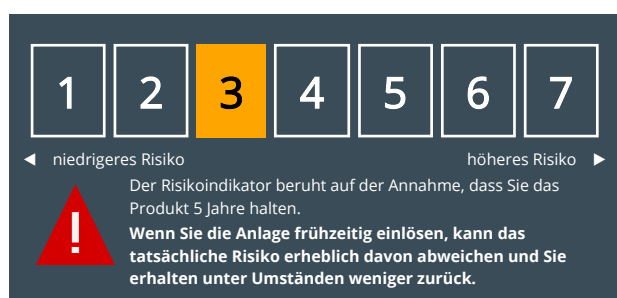 1 2 3 4 5 6 7
◄ niedrigeres Risiko höheres Risiko ►
Der Risikoindikator beruht auf der Annahme, dass Sie das
Produkt 5 Jahre halten.
Wenn Sie die Anlage frühzeitig einlösen, kann das
tatsächliche Risiko erheblich davon abweichen und Sie
erhalten unter Umständen weniger zurück.
!